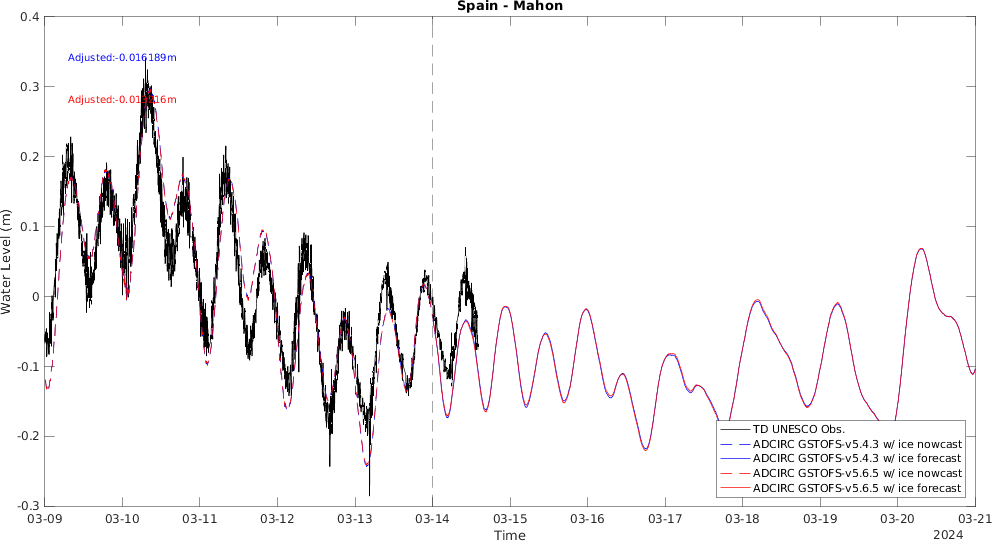 Spain - Mahon
0.4
0.3
0.2
0.1
0
-0.1
-0.2
-0.3
Water Level (m)
Adjusted:-0.016189m
TD UNESCO Obs.
ADCIRC GSTOFS-v5.4.3 w/ ice nowcast
ADCIRC GSTOFS-v5.4.3 w/ ice forecast
ADCIRC GSTOFS-v5.6.5 w/ ice nowcast
ADCIRC GSTOFS-v5.6.5 w/ ice forecast
03-09 03-10 03-11 03-12 03-13 03-14 03-15 03-16 03-17 03-18 03-19 03-20 03-21
Time
2024